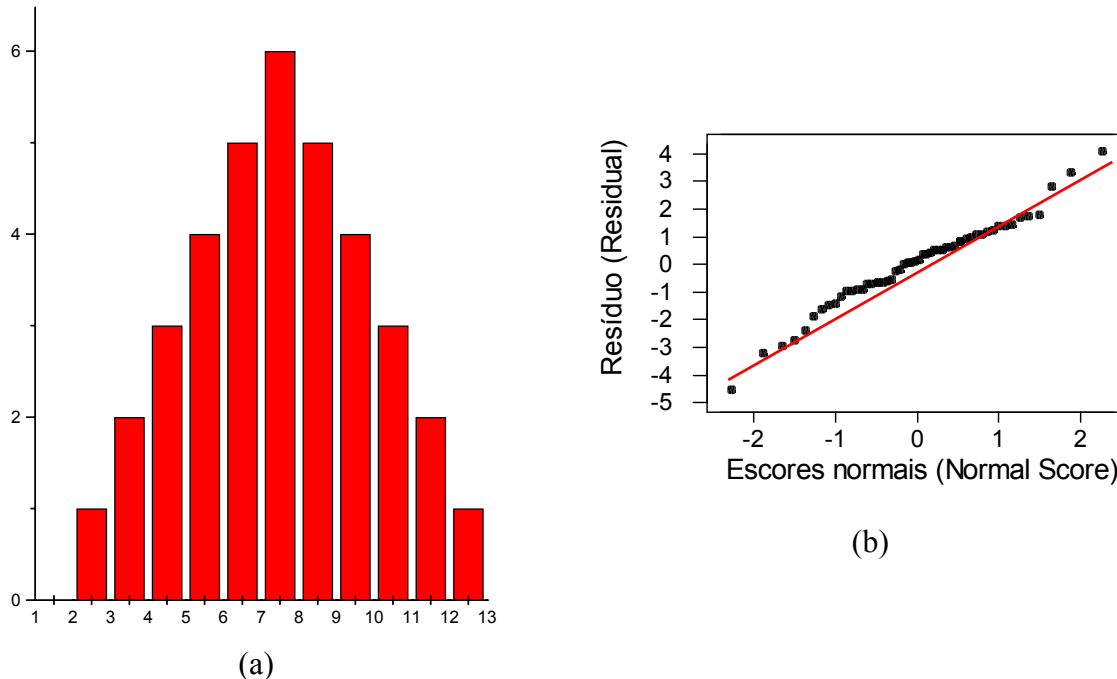 6
4
2
0
1 2 3 4 5 6 7 8 9 10 11 12 13
(a)
Resíduo (Residual)
4
3
2
1
0
-1
-2
-3
-4
-5
-2 -1 0 1 2
Escores normais (Normal Score)
(b)